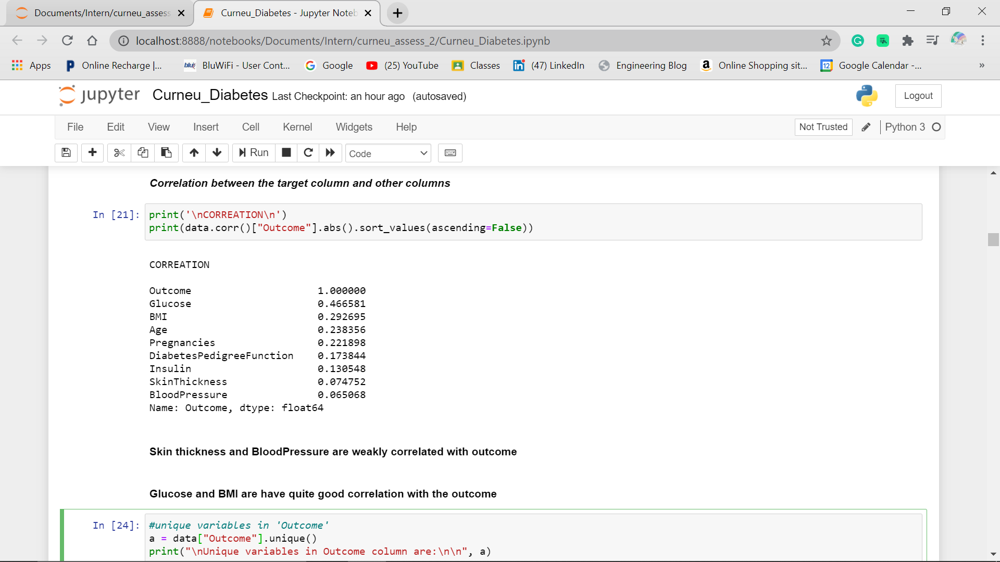 Documents/Intern/curneu_assess
Curneu_Diabetes - Jupyter Noteb
localhost:8888/notebooks/Documents/Intern/curneu_assess_2/Curneu_Diabetes.ipynb
Apps
Online Recharge |...
blu
BluWiFi - User Cont...
Google
(25) YouTube
Classes
(47) LinkedIn
Engineering Blog
Online Shopping sit...
12
Google Calendar -...
jupyter
Curneu_Diabetes Last Checkpoint: an hour ago (autosaved)
Logout
File Edit View Insert Cell Kernel Widgets Help
Not Trusted
Python 3
Run
Code
Correlation between the target column and other columns
In [21]: print('\nCORREATION\n')
print(data.corr()["Outcome"].abs().sort_values(ascending=False))
CORREATION
Outcome 1.000000
Glucose 0.466581
BMI 0.292695
Age 0.238356
Pregnancies 0.221898
DiabetesPedigreeFunction 0.173844
Insulin 0.130548
SkinThickness 0.074752
BloodPressure 0.065068
Name: Outcome, dtype: float64
Skin thickness and BloodPressure are weakly correlated with outcome
Glucose and BMI are have quite good correlation with the outcome
In [24]: #unique variables in 'Outcome'
a = data["Outcome"].unique()
print("\nUnique variables in Outcome column are:\n\n", a)